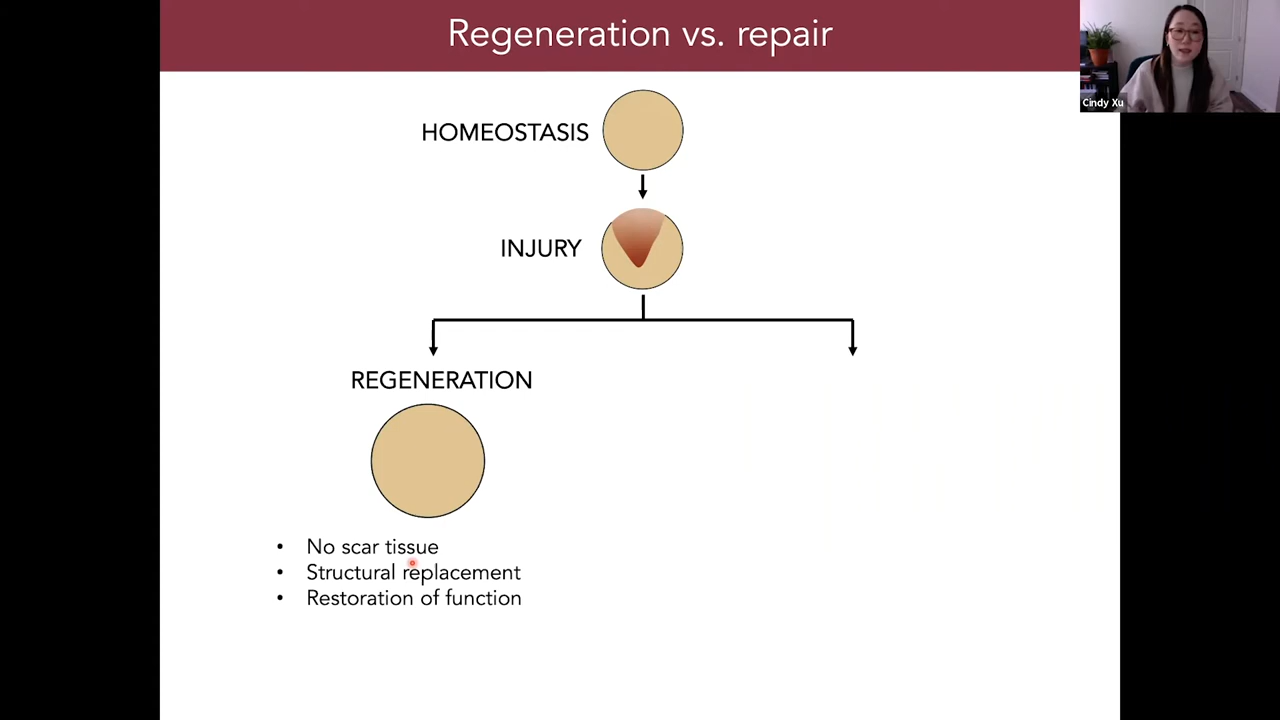 Regeneration vs. repair
Cindy Xu
HOMEOSTASIS
INJURY
REGENERATION
• No scar tissue
• Structural replacement
• Restoration of function